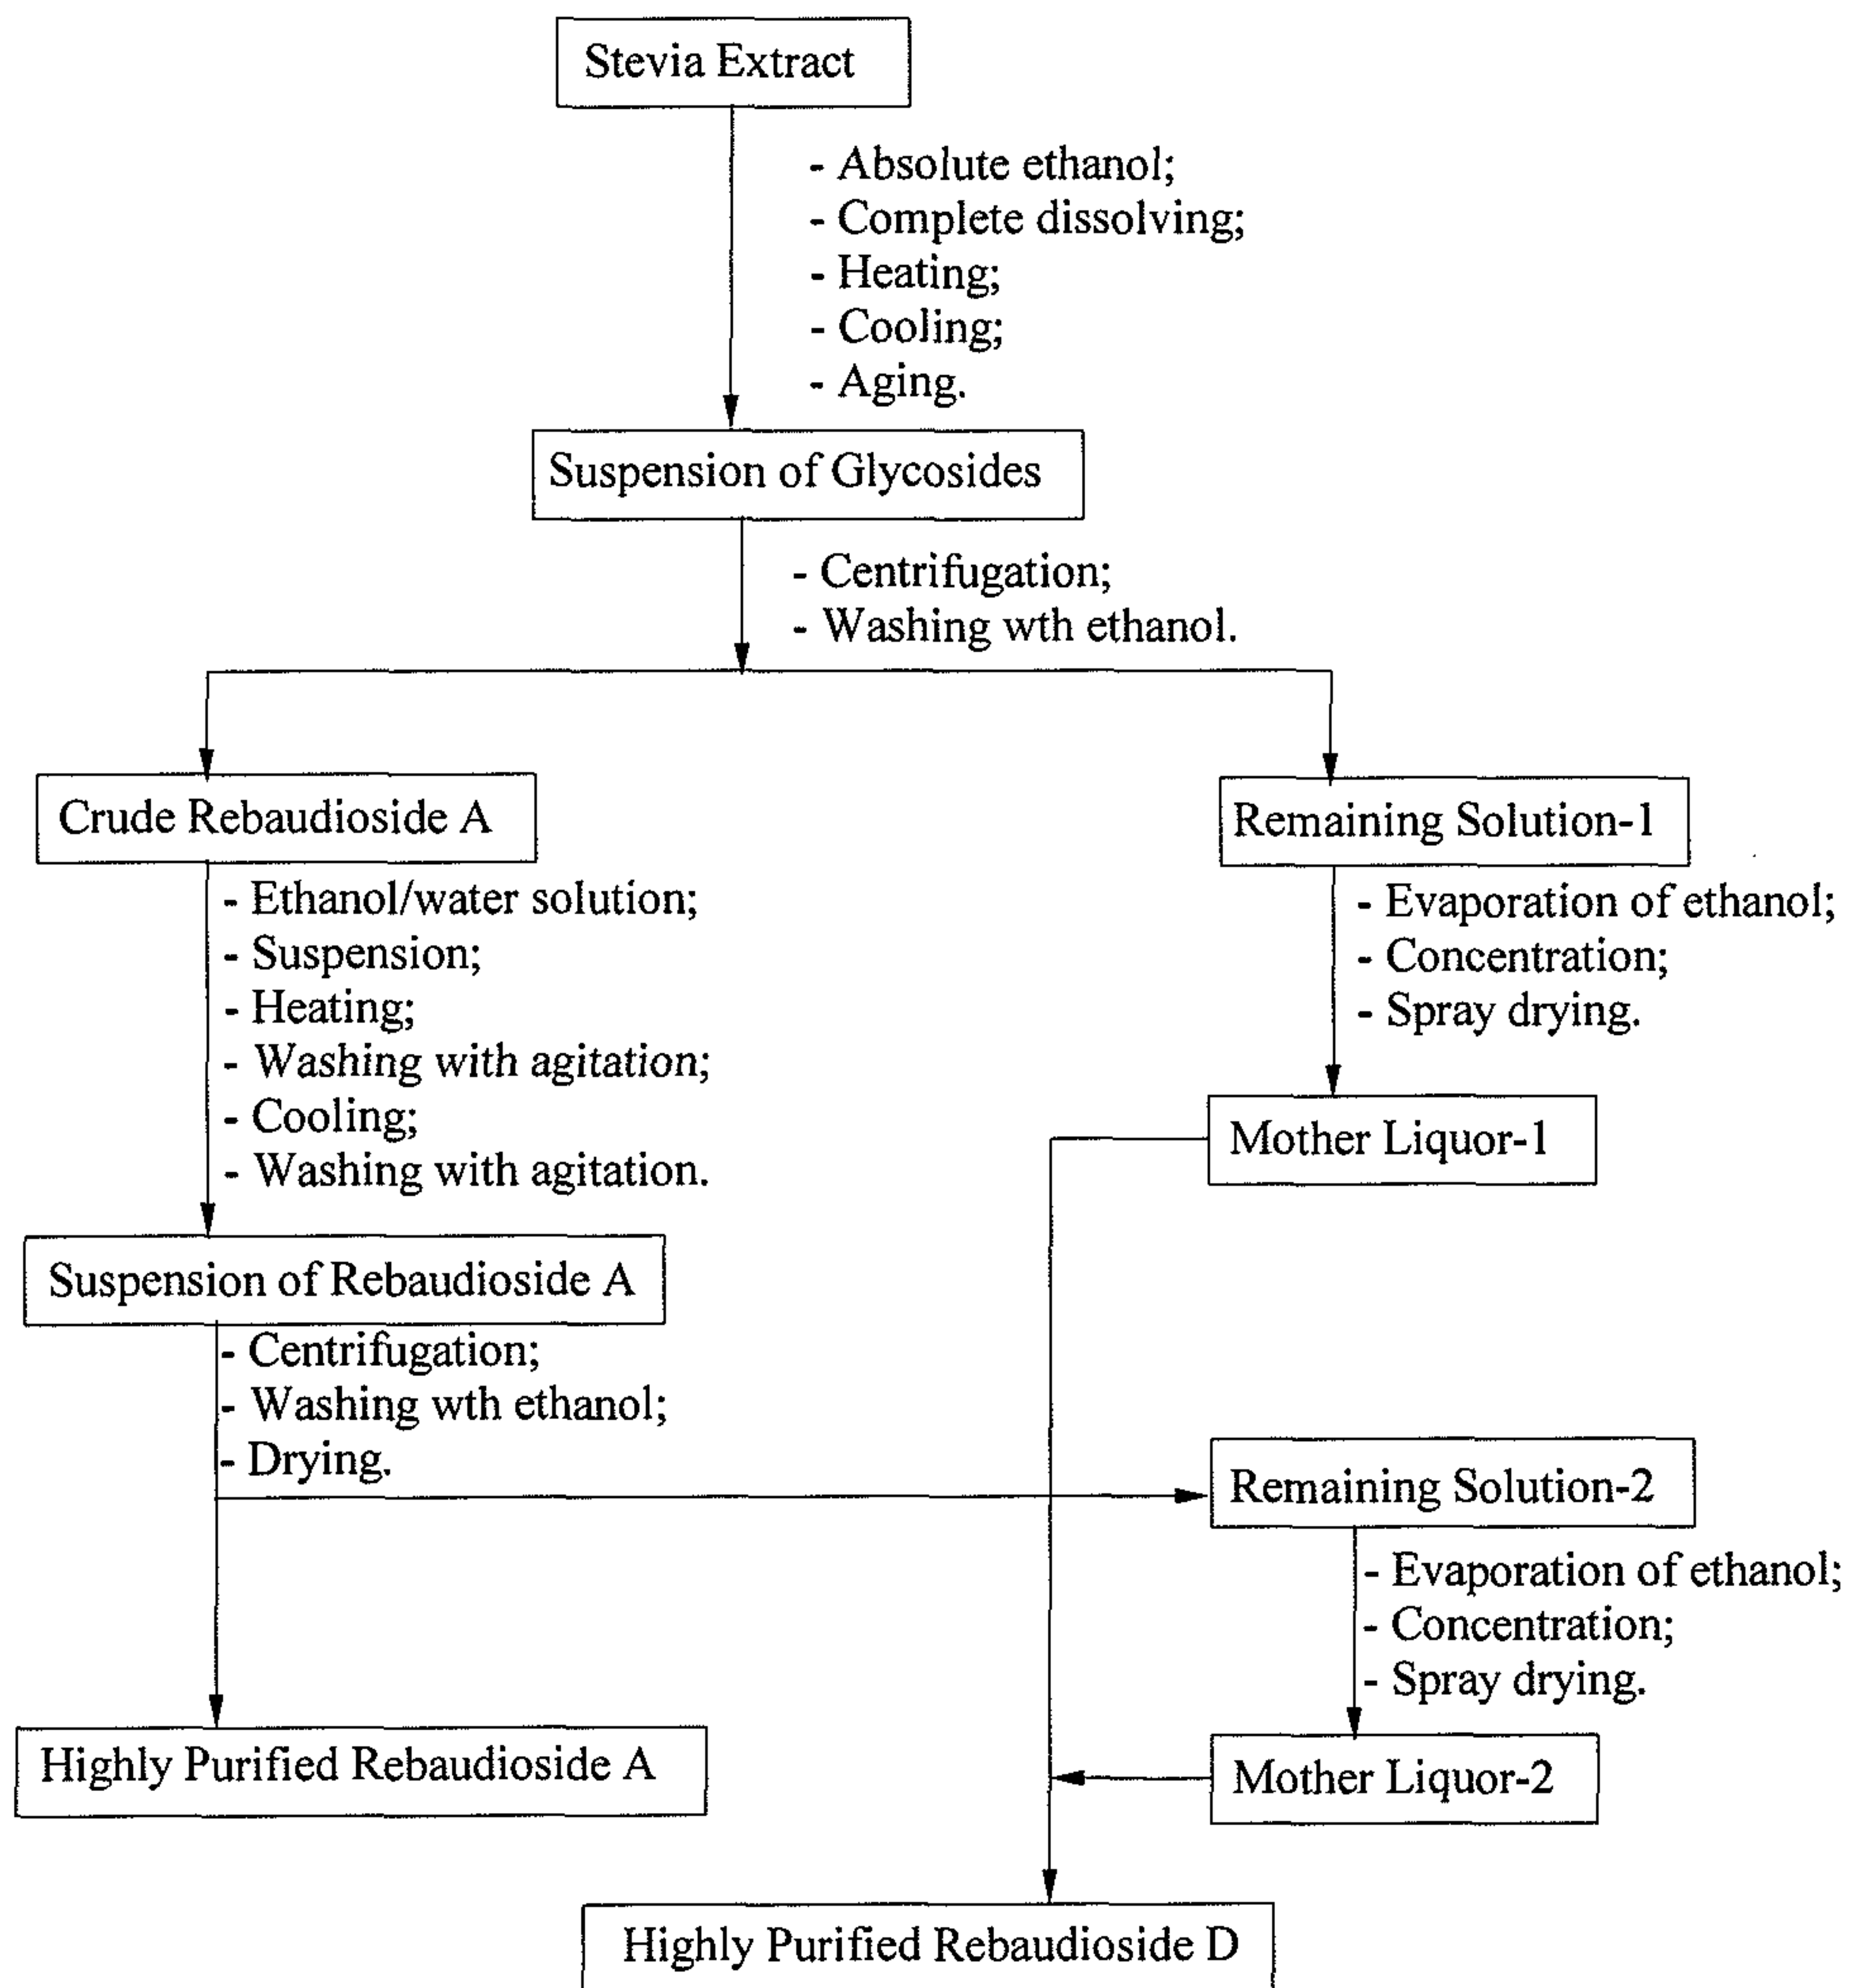 Stevia Extract
- Absolute ethanol;
- Complete dissolving;
- Heating;
- Cooling;
- Aging.
Suspension of Glycosides
- Centrifugation;
- Washing wth ethanol.
Crude Rebaudioside A
- Ethanol/water solution;
- Suspension;
- Heating;
- Washing with agitation;
- Cooling;
- Washing with agitation.
Remaining Solution-1
- Evaporation of ethanol;
- Concentration;
- Spray drying.
Mother Liquor-1
Suspension of Rebaudioside A
- Centrifugation;
- Washing wth ethanol;
- Drying.
Remaining Solution-2
- Evaporation of ethanol;
- Concentration;
- Spray drying.
Highly Purified Rebaudioside A
Mother Liquor-2
Highly Purified Rebaudioside D